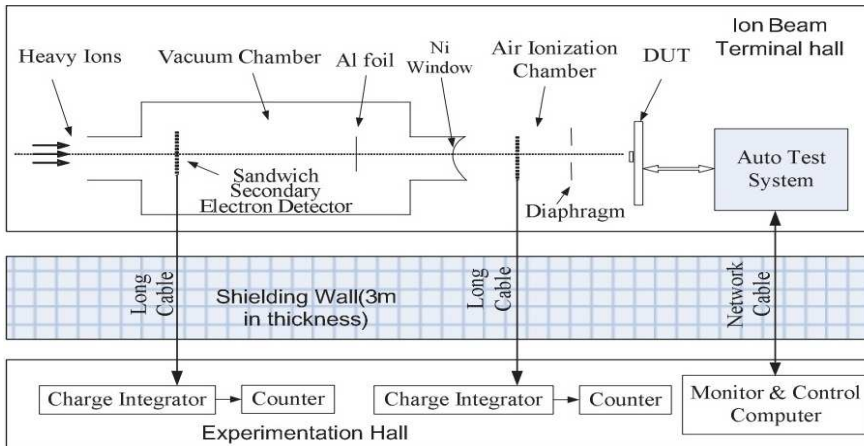 Ion Beam
Terminal hall
Heavy Ions
Vacuum Chamber
Al foil
Ni
Window
Air Ionization
Chamber
DUT
Sandwich
Secondary
Electron Detector
Diaphragm
Auto Test
System
Long
Cable
Shielding Wall(3m
in thickness)
Long
Cable
Network
Cable
Charge Integrator
Counter
Charge Integrator
Counter
Monitor & Control
Computer
Experimentation Hall